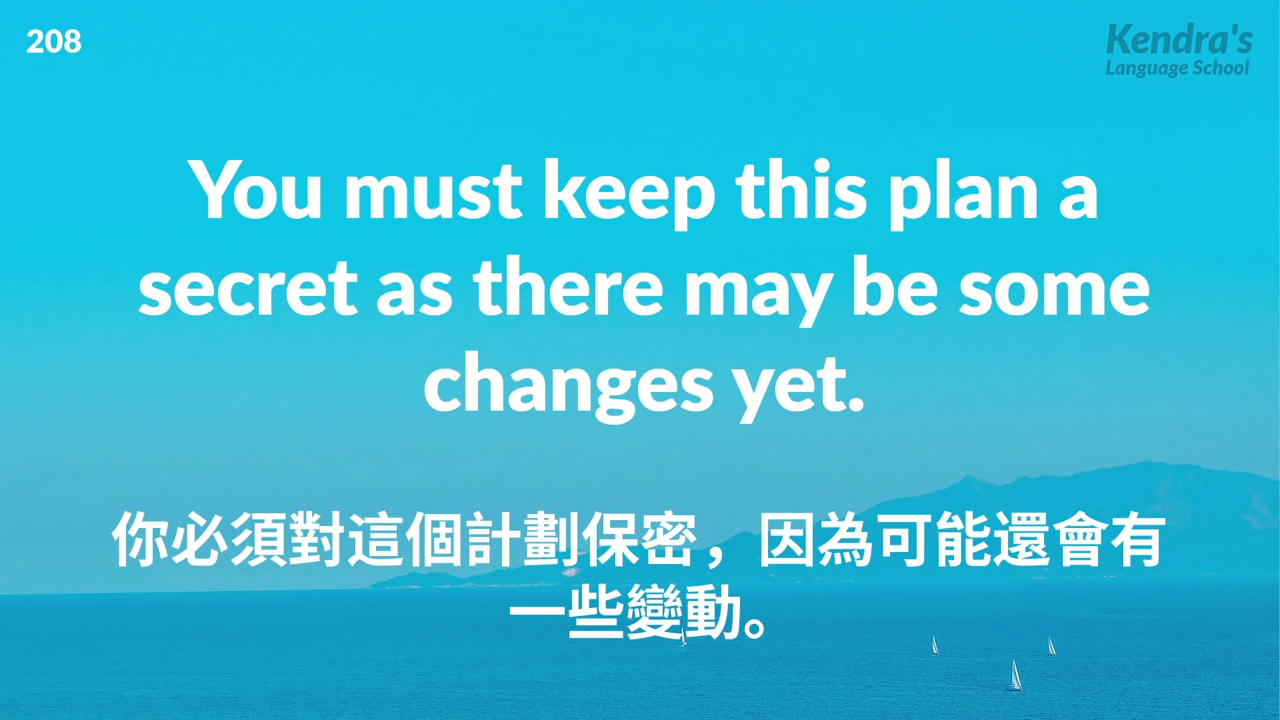 208
Kendra's
Language School
You must keep this plan a
secret as there may be some
changes yet.
你必須對這個計劃保密，因為可能還會有
一些變動。